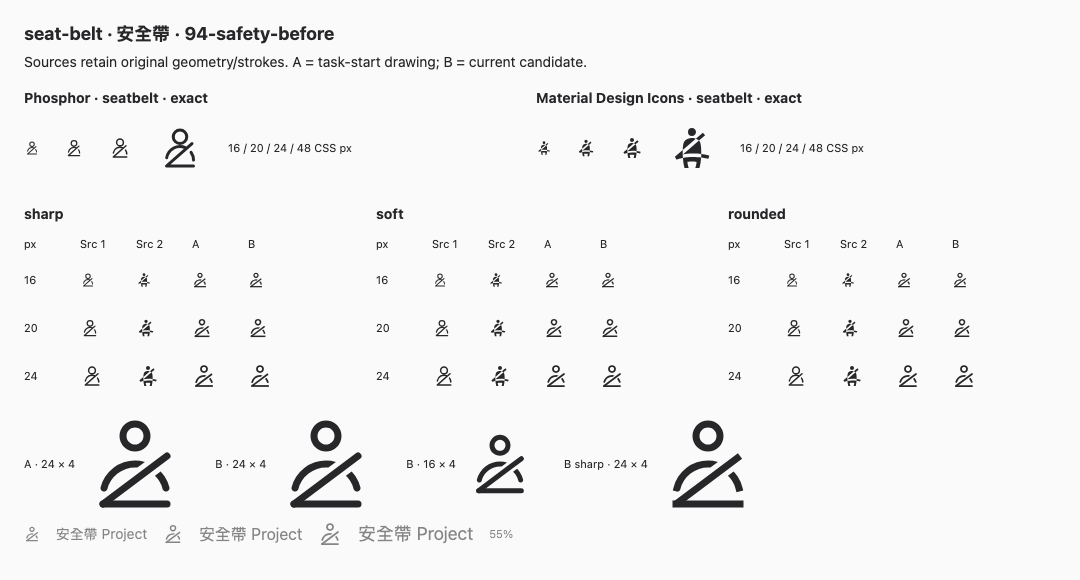 seat-belt · 安全帶 · 94-safety-before
Sources retain original geometry/strokes. A = task-start drawing; B = current candidate.
Phosphor · seatbelt · exact
Material Design Icons · seatbelt · exact
16 / 20 / 24 / 48 CSS px
16 / 20 / 24 / 48 CSS px
sharp
soft
rounded
px Src 1 Src 2 A B
px Src 1 Src 2 A B
px Src 1 Src 2 A B
16
16
16
20
20
20
24
24
24
A · 24 × 4
B · 24 × 4
B · 16 × 4
B sharp · 24 × 4
安全帶 Project
安全帶 Project
安全帶 Project
55%